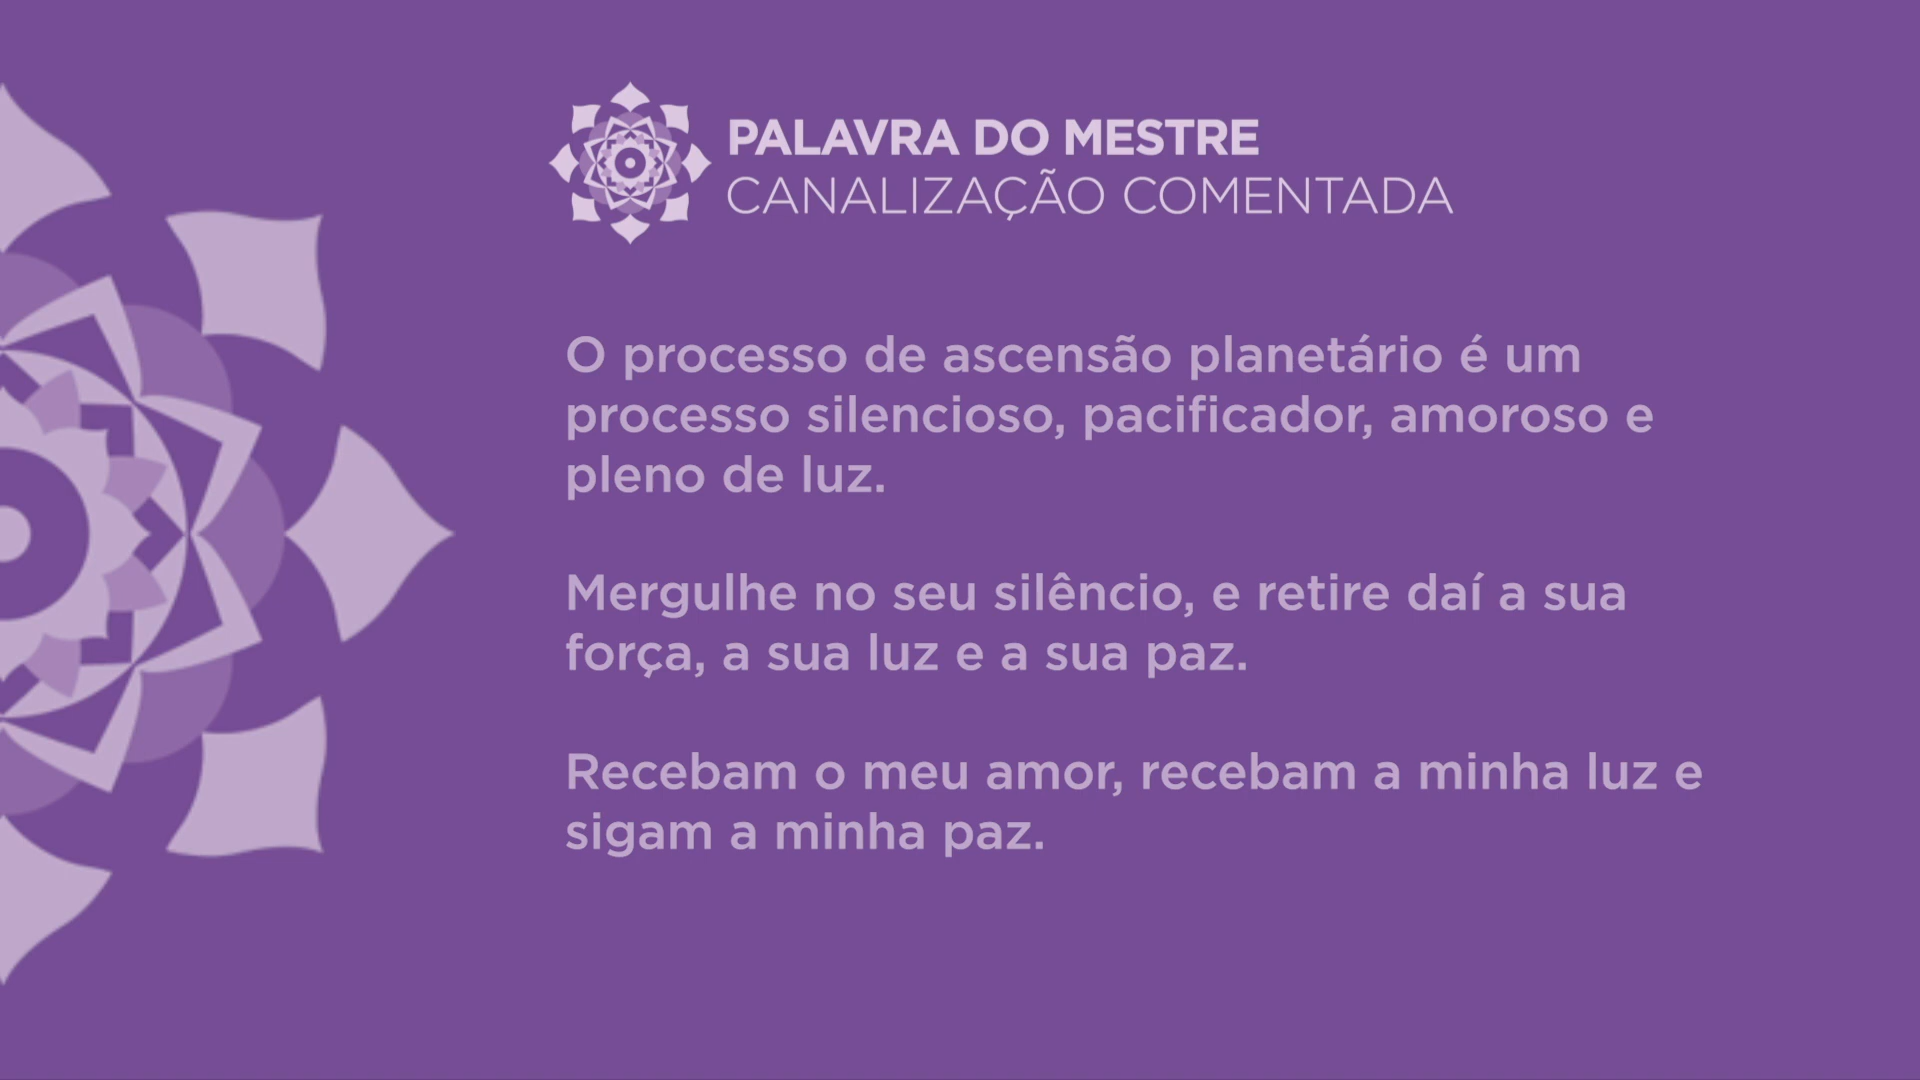 PALAVRA DO MESTRE
CANALIZAÇÃO COMENTADA
O processo de ascensão planetário é um
processo silencioso, pacificador, amoroso e
pleno de luz.
Mergulhe no seu silêncio, e retire daí a sua
força, a sua luz e a sua paz.
Recebam o meu amor, recebam a minha luz e
sigam a minha paz.